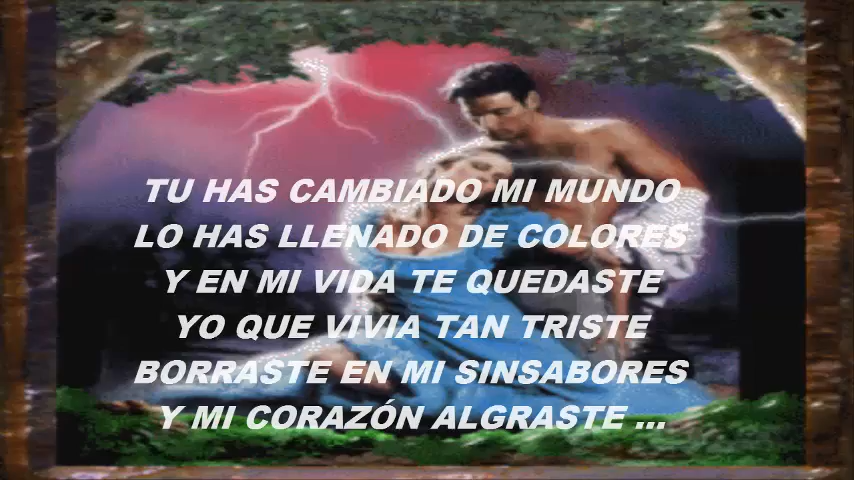 TU HAS CAMBIADO MI MUNDO
LO HAS LLENADO DE COLORES
Y EN MI VIDA TE QUEDASTE
YO QUE VIVIA TAN TRISTE
BORRASTE EN MI SINSABORES
Y MI CORAZÓN ALGRASTE ...